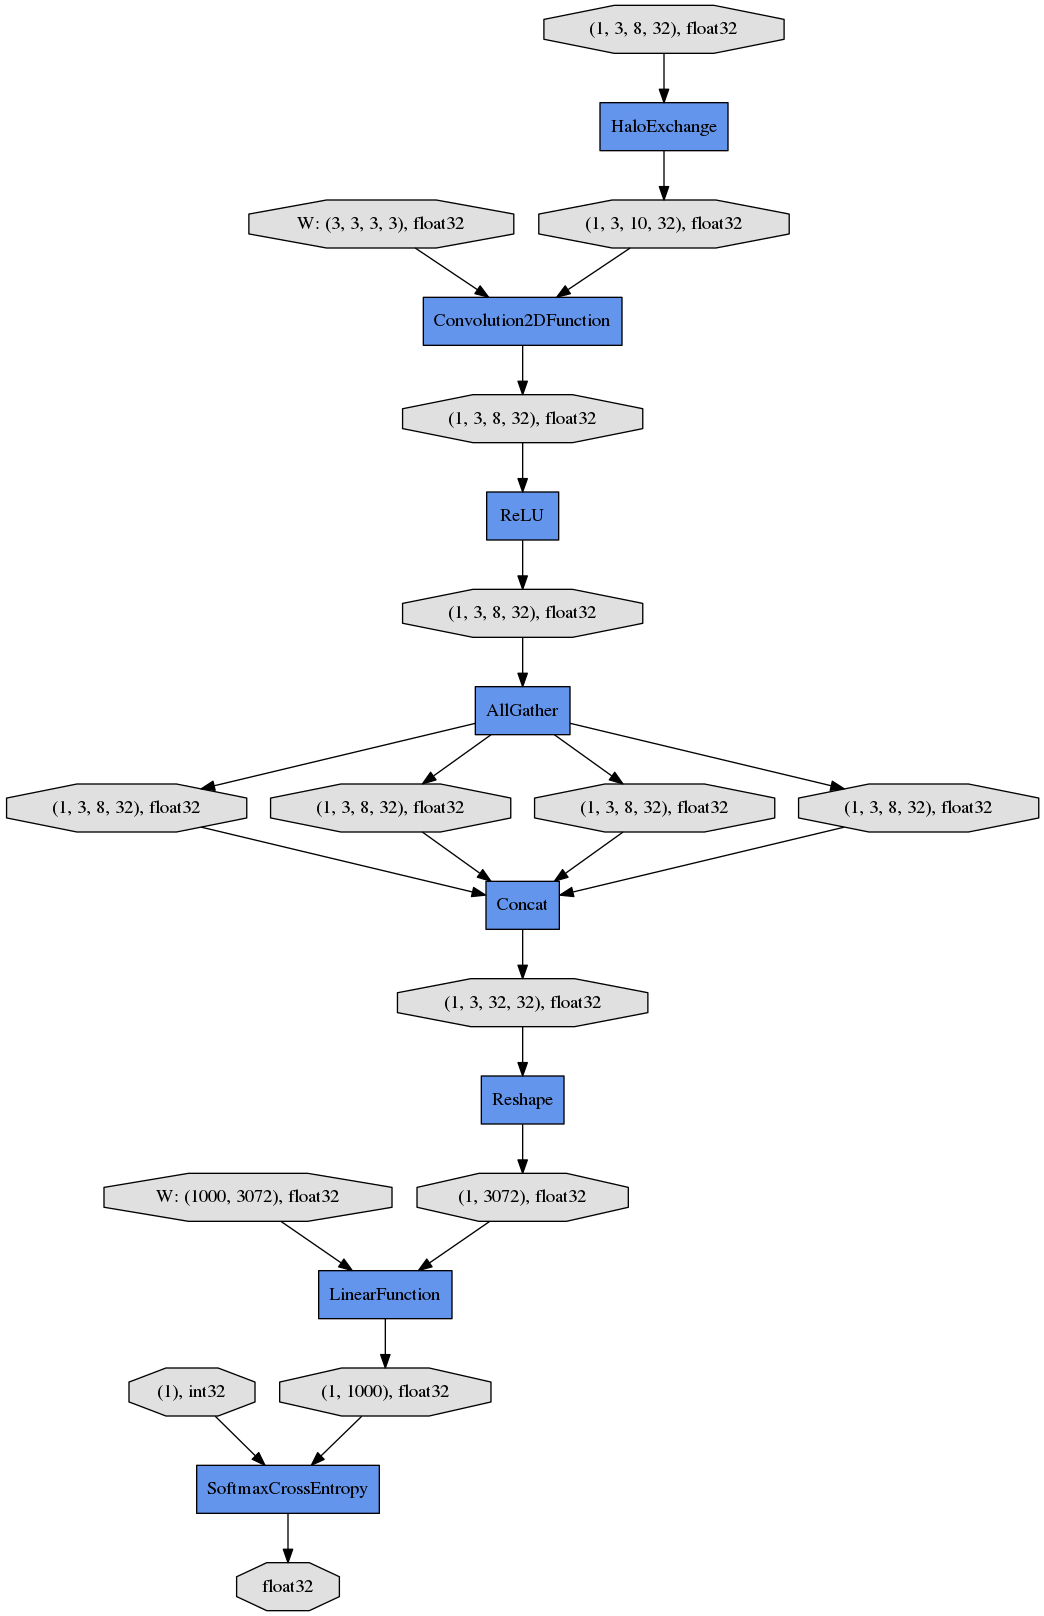 (1, 3, 8, 32), float32
HaloExchange
W: (3, 3, 3, 3), float32
(1, 3, 10, 32), float32
Convolution2DFunction
(1, 3, 8, 32), float32
ReLU
(1, 3, 8, 32), float32
AllGather
(1, 3, 8, 32), float32
(1, 3, 8, 32), float32
(1, 3, 8, 32), float32
(1, 3, 8, 32), float32
Concat
(1, 3, 32, 32), float32
Reshape
W: (1000, 3072), float32
(1, 3072), float32
LinearFunction
(1), int32
(1, 1000), float32
SoftmaxCrossEntropy
float32